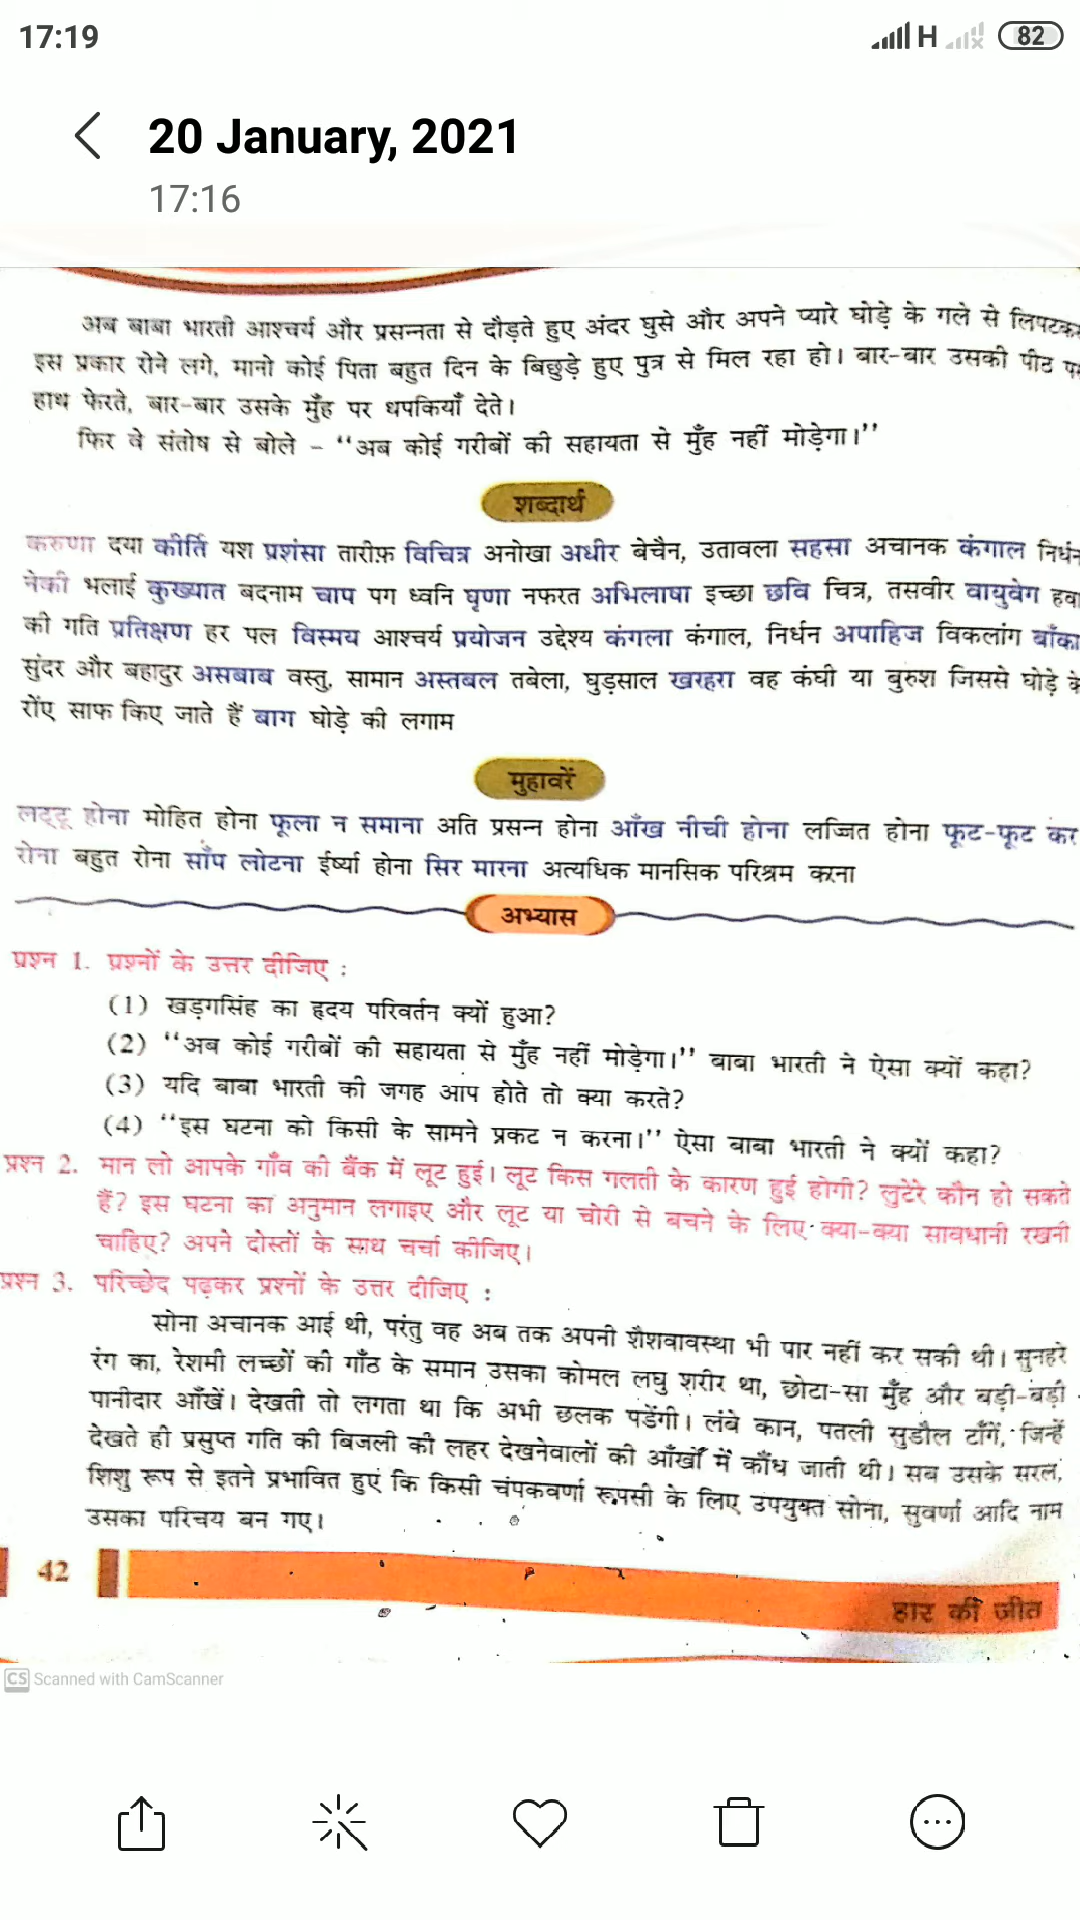 17:19
H 82
20 January, 2021
17:16
अब बाबा भारती आश्चर्य और प्रसन्नता से दौड़ते हुए अंदर घुसे और अपने प्यारे घोड़े के गले से लिपटकर
इस प्रकार रोने लगे, मानो कोई पिता बहुत दिन के बिछुड़े हुए पुत्र से मिल रहा हो। बार-बार उसकी पीठ पर
हाथ फेरते, बार-बार उसके मुँह पर थपकियाँ देते।
फिर वे संतोष से बोले - “अब कोई गरीबों की सहायता से मुँह नहीं मोड़ेगा।”
शब्दार्थ
करुणा दया कीर्ति यश प्रशंसा तारीफ़ विचित्र अनोखा अधीर बेचैन, उतावला सहसा अचानक कंगाल निर्धन
नेकी भलाई कुख्यात बदनाम चाप पग ध्वनि घृणा नफरत अभिलाषा इच्छा छवि चित्र, तसवीर वायुवेग हवा
की गति प्रतिक्षण हर पल विस्मय आश्चर्य प्रयोजन उद्देश्य कंगला कंगाल, निर्धन अपाहिज विकलांग बाँका
सुंदर और बहादुर असबाब वस्तु, सामान अस्तबल तबेला, घुड़साल खरहरा वह कंघी या बुरुश जिससे घोड़े के
रोंए साफ किए जाते हैं बाग घोड़े की लगाम
मुहावरें
लट्टू होना मोहित होना फूला न समाना अति प्रसन्न होना आँख नीची होना लज्जित होना फूट-फूट कर
रोना बहुत रोना साँप लोटना ईर्ष्या होना सिर मारना अत्यधिक मानसिक परिश्रम करना
अभ्यास
प्रश्न 1. प्रश्नों के उत्तर दीजिए :
(1) खड़गसिंह का हृदय परिवर्तन क्यों हुआ?
(2) “अब कोई गरीबों की सहायता से मुँह नहीं मोड़ेगा।” बाबा भारती ने ऐसा क्यों कहा?
(3) यदि बाबा भारती की जगह आप होते तो क्या करते?
(4) “इस घटना को किसी के सामने प्रकट न करना।” ऐसा बाबा भारती ने क्यों कहा?
प्रश्न 2. मान लो आपके गाँव की बैंक में लूट हुई। लूट किस गलती के कारण हुई होगी? लुटेरे कौन हो सकते
हैं? इस घटना का अनुमान लगाइए और लूट या चोरी से बचने के लिए क्या-क्या सावधानी रखनी
चाहिए? अपने दोस्तों के साथ चर्चा कीजिए।
प्रश्न 3. परिच्छेद पढ़कर प्रश्नों के उत्तर दीजिए :
सोना अचानक आई थी, परंतु वह अब तक अपनी शैशवावस्था भी पार नहीं कर सकी थी। सुनहरे
रंग का, रेशमी लच्छों की गाँठ के समान उसका कोमल लघु शरीर था, छोटा-सा मुँह और बड़ी-बड़ी
पानीदार आँखें। देखती तो लगता था कि अभी छलक पडेंगी। लंबे कान, पतली सुडौल टाँगें, जिन्हें
देखते ही प्रसुप्त गति की बिजली की लहर देखनेवालों की आँखों में कौंध जाती थी। सब उसके सरल,
शिशु रूप से इतने प्रभावित हुएं कि किसी चंपकवर्णा रूपसी के लिए उपयुक्त सोना, सुवर्णा आदि नाम
उसका परिचय बन गए।
42
हार की जीत
CS Scanned with CamScanner